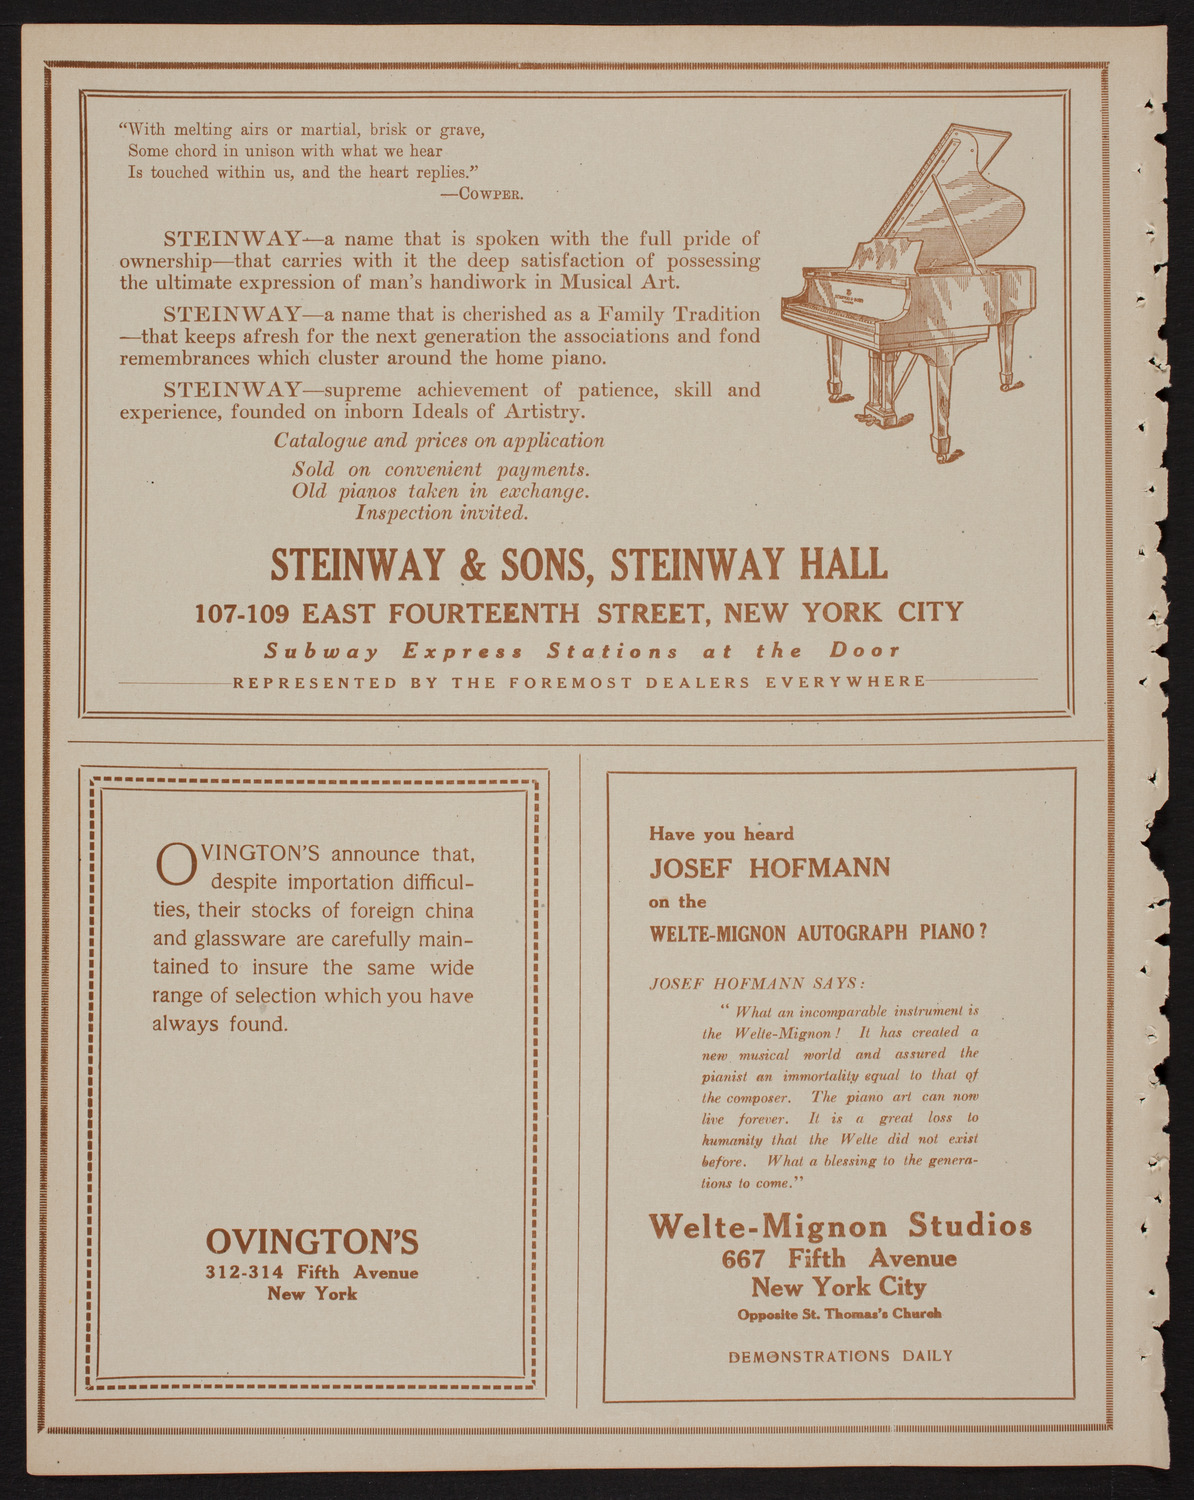 “With melting airs or martial, brisk or grave,
Some chord in unison with what we hear
Is touched within us, and the heart replies.”
—COWPER.
STEINWAY—a name that is spoken with the full pride of
ownership—that carries with it the deep satisfaction of possessing
the ultimate expression of man’s handiwork in Musical Art.
STEINWAY—a name that is cherished as a Family Tradition
—that keeps afresh for the next generation the associations and fond
remembrances which cluster around the home piano.
STEINWAY—supreme achievement of patience, skill and
experience, founded on inborn Ideals of Artistry.
Catalogue and prices on application
Sold on convenient payments.
Old pianos taken in exchange.
Inspection invited.
STEINWAY & SONS, STEINWAY HALL
107-109 EAST FOURTEENTH STREET, NEW YORK CITY
Subway Express Stations at the Door
REPRESENTED BY THE FOREMOST DEALERS EVERYWHERE
OVINGTON’S announce that,
despite importation difficul-
ties, their stocks of foreign china
and glassware are carefully main-
tained to insure the same wide
range of selection which you have
always found.
OVINGTON’S
312-314 Fifth Avenue
New York
Have you heard
JOSEF HOFMANN
on the
WELTE-MIGNON AUTOGRAPH PIANO?
JOSEF HOFMANN SAYS:
“ What an incomparable instrument is
the Welte-Mignon! It has created a
new musical world and assured the
pianist an immortality equal to that of
the composer. The piano art can now
live forever. It is a great loss to
humanity that the Welte did not exist
before. What a blessing to the genera-
tions to come.”
Welte-Mignon Studios
667 Fifth Avenue
New York City
Opposite St. Thomas’s Church
DEMONSTRATIONS DAILY